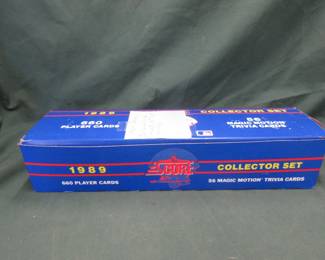 1989
COLLECTOR SET
660
PLAYER CARDS
56
MAGIC MOTION
TRIVIA CARDS
1989
SCORE
COLLECTOR SET
660 PLAYER CARDS
56 MAGIC MOTION TRIVIA CARDS